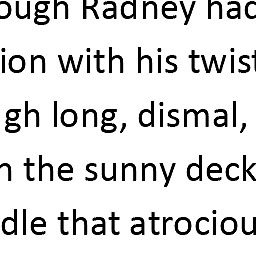 ough Radney had
ion with his twist
gh long, dismal,
n the sunny deck
dle that atrociou